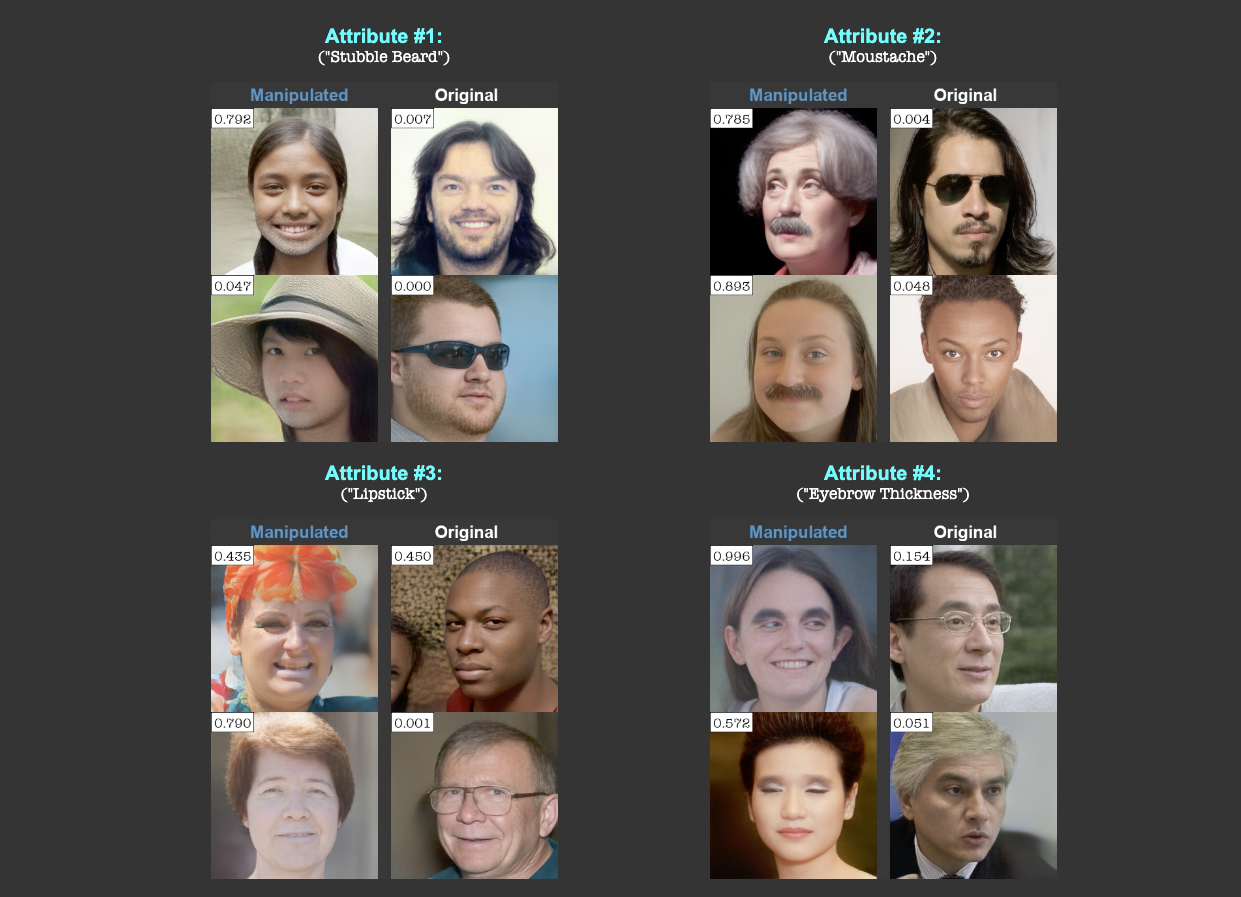 Attribute #1:
("Stubble Beard")
Manipulated Original
0.792 0.007
0.047 0.000
Attribute #2:
("Moustache")
Manipulated Original
0.785 0.004
0.893 0.048
Attribute #3:
("Lipstick")
Manipulated Original
0.435 0.450
0.790 0.001
Attribute #4:
("Eyebrow Thickness")
Manipulated Original
0.996 0.154
0.572 0.051